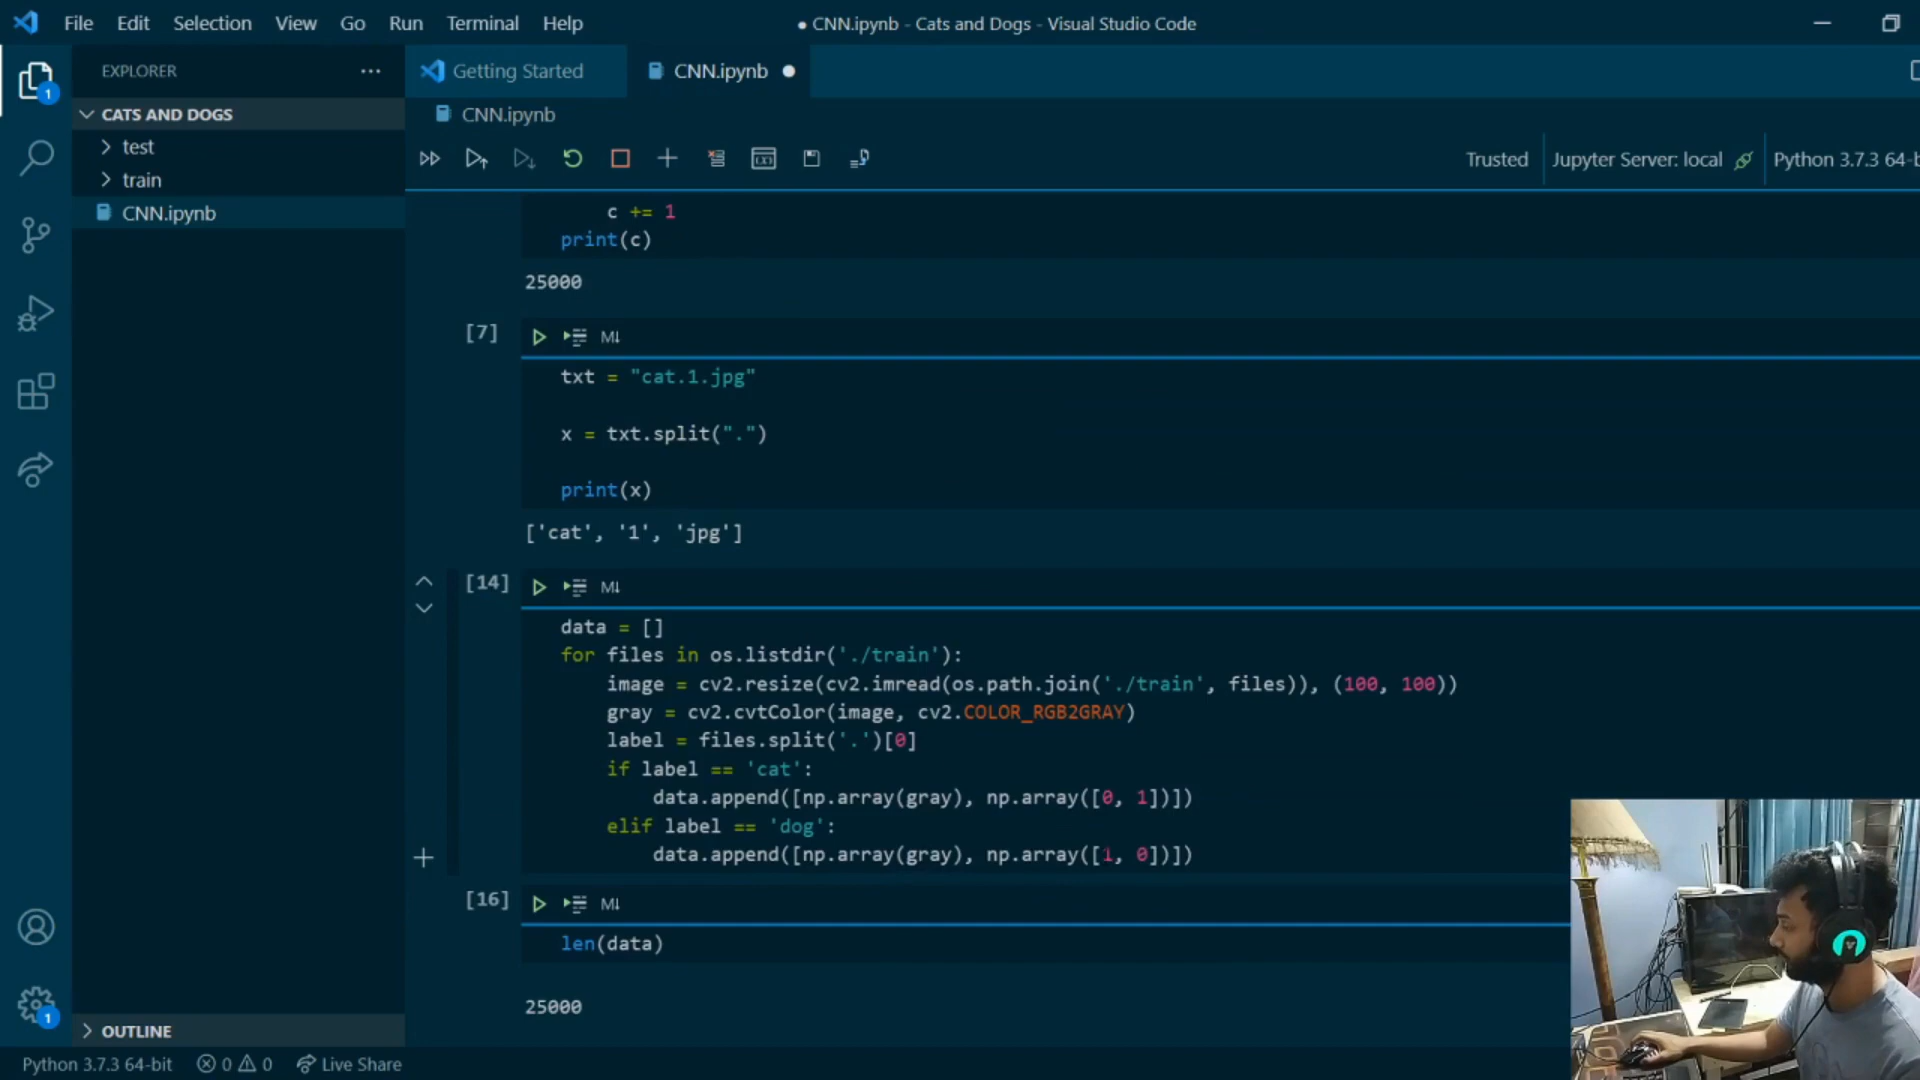 File Edit Selection View Go Run Terminal Help
● CNN.ipynb - Cats and Dogs - Visual Studio Code
EXPLORER
Getting Started
CNN.ipynb
1
CATS AND DOGS
test
train
CNN.ipynb
CNN.ipynb
Trusted
Jupyter Server: local
Python 3.7.3 64-b
c += 1
print(c)
25000
[7]
M↓
txt = "cat.1.jpg"
x = txt.split(".")
print(x)
['cat', '1', 'jpg']
[14]
M↓
data = []
for files in os.listdir('./train'):
image = cv2.resize(cv2.imread(os.path.join('./train', files)), (100, 100))
gray = cv2.cvtColor(image, cv2.COLOR_RGB2GRAY)
label = files.split('.')[0]
if label == 'cat':
data.append([np.array(gray), np.array([0, 1])])
elif label == 'dog':
data.append([np.array(gray), np.array([1, 0])])
[16]
M↓
len(data)
25000
1
OUTLINE
Python 3.7.3 64-bit
0
0
Live Share